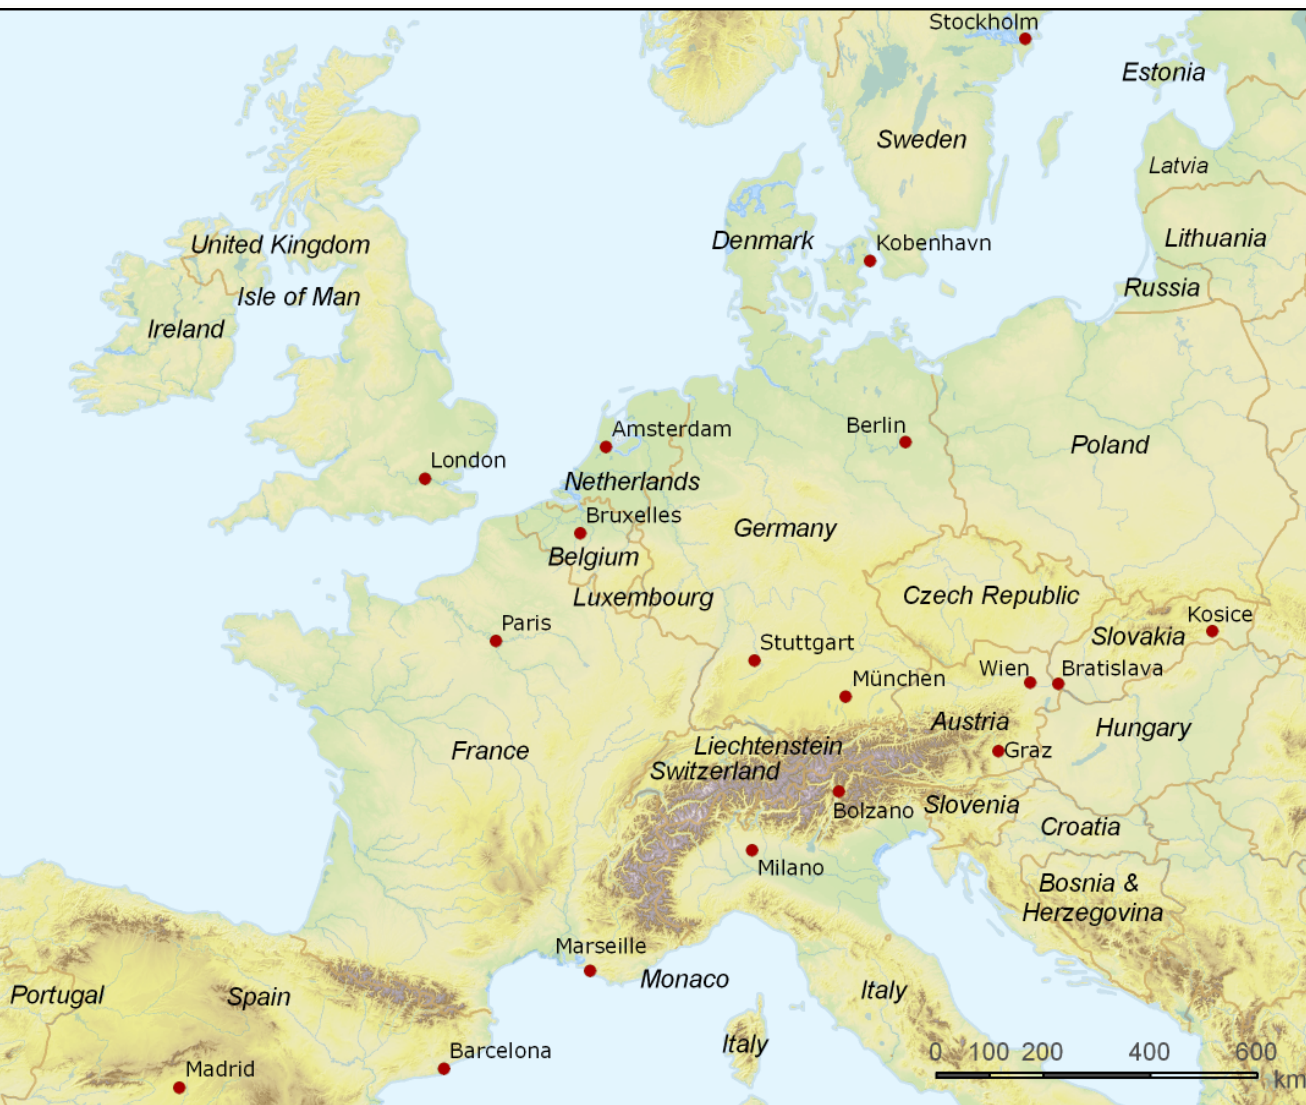 Stockholm
Estonia
Sweden
Latvia
United Kingdom
Denmark
Kobenhavn
Lithuania
Isle of Man
Russia
Ireland
Amsterdam
Berlin
Poland
London
Netherlands
Bruxelles
Germany
Belgium
Luxembourg
Czech Republic
Paris
Kosice
Stuttgart
Slovakia
München
Wien
Bratislava
Austria
Hungary
France
Liechtenstein
Graz
Switzerland
Bolzano
Slovenia
Croatia
Milano
Bosnia &
Herzegovina
Marseille
Monaco
Portugal
Spain
Italy
Italy
Barcelona
Madrid
0 100 200 400 600
km